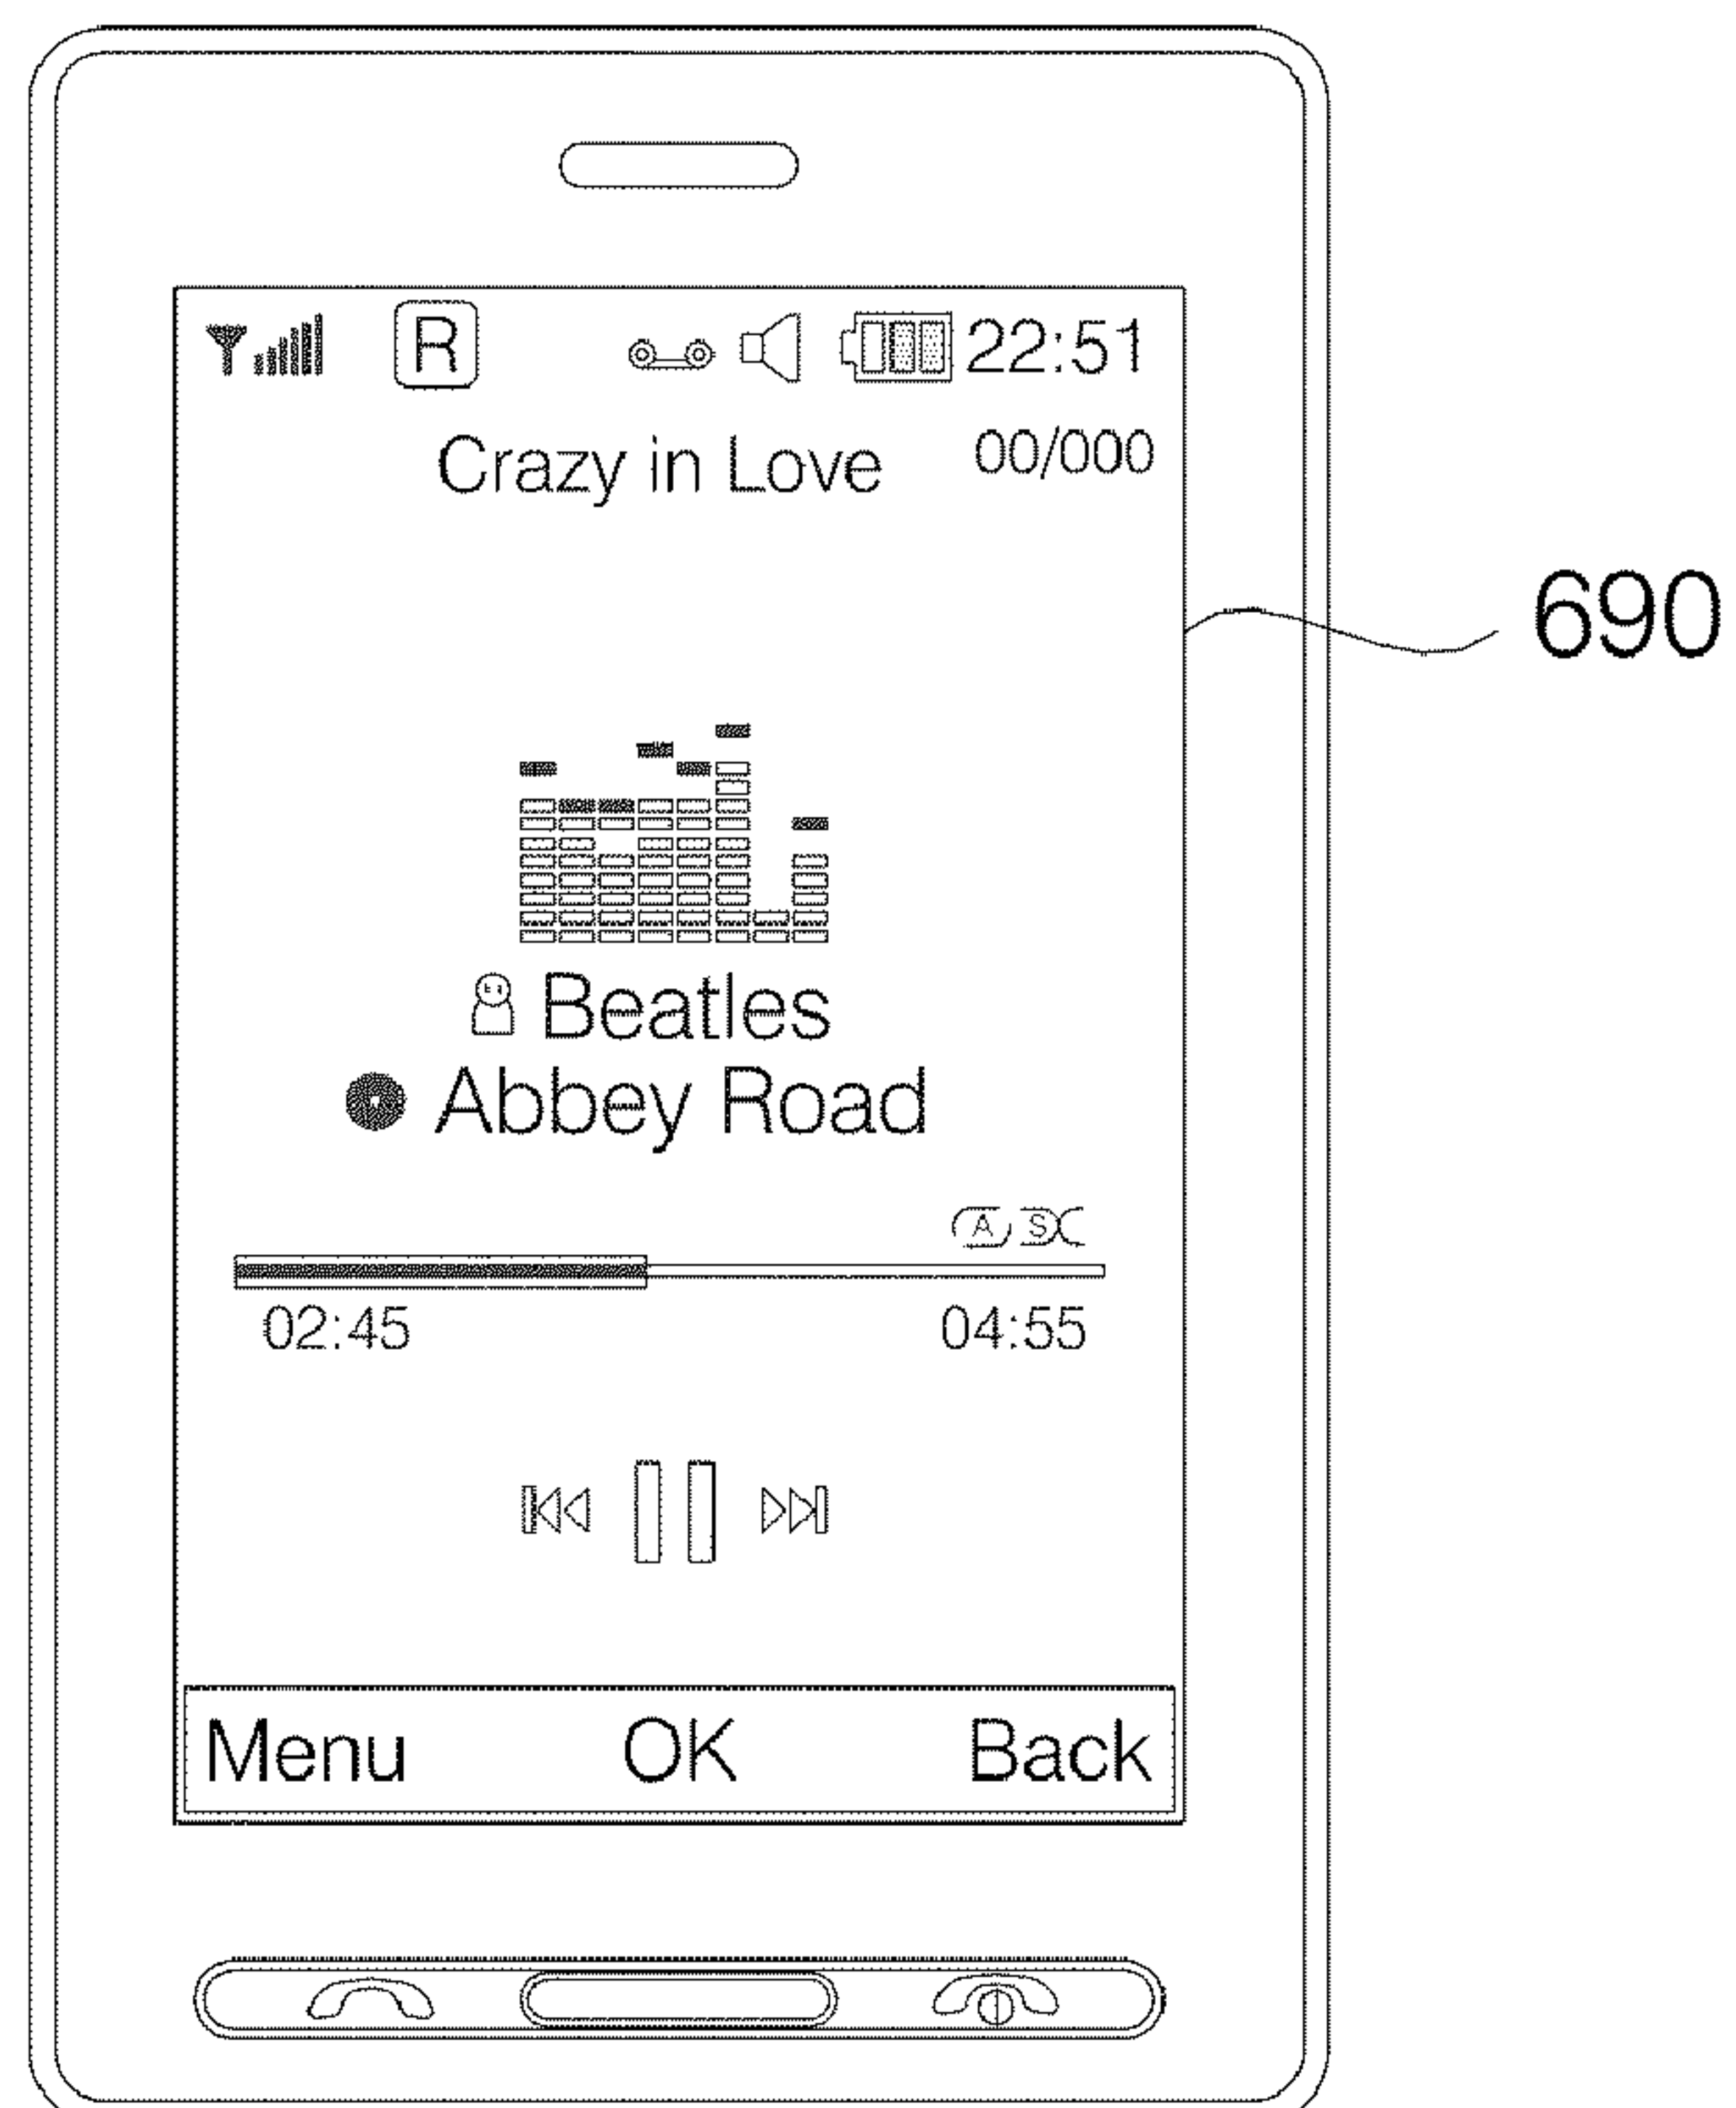 R 22:51
Crazy in Love 00/000
690
Beatles
Abbey Road
A S
02:45 04:55
Menu OK Back